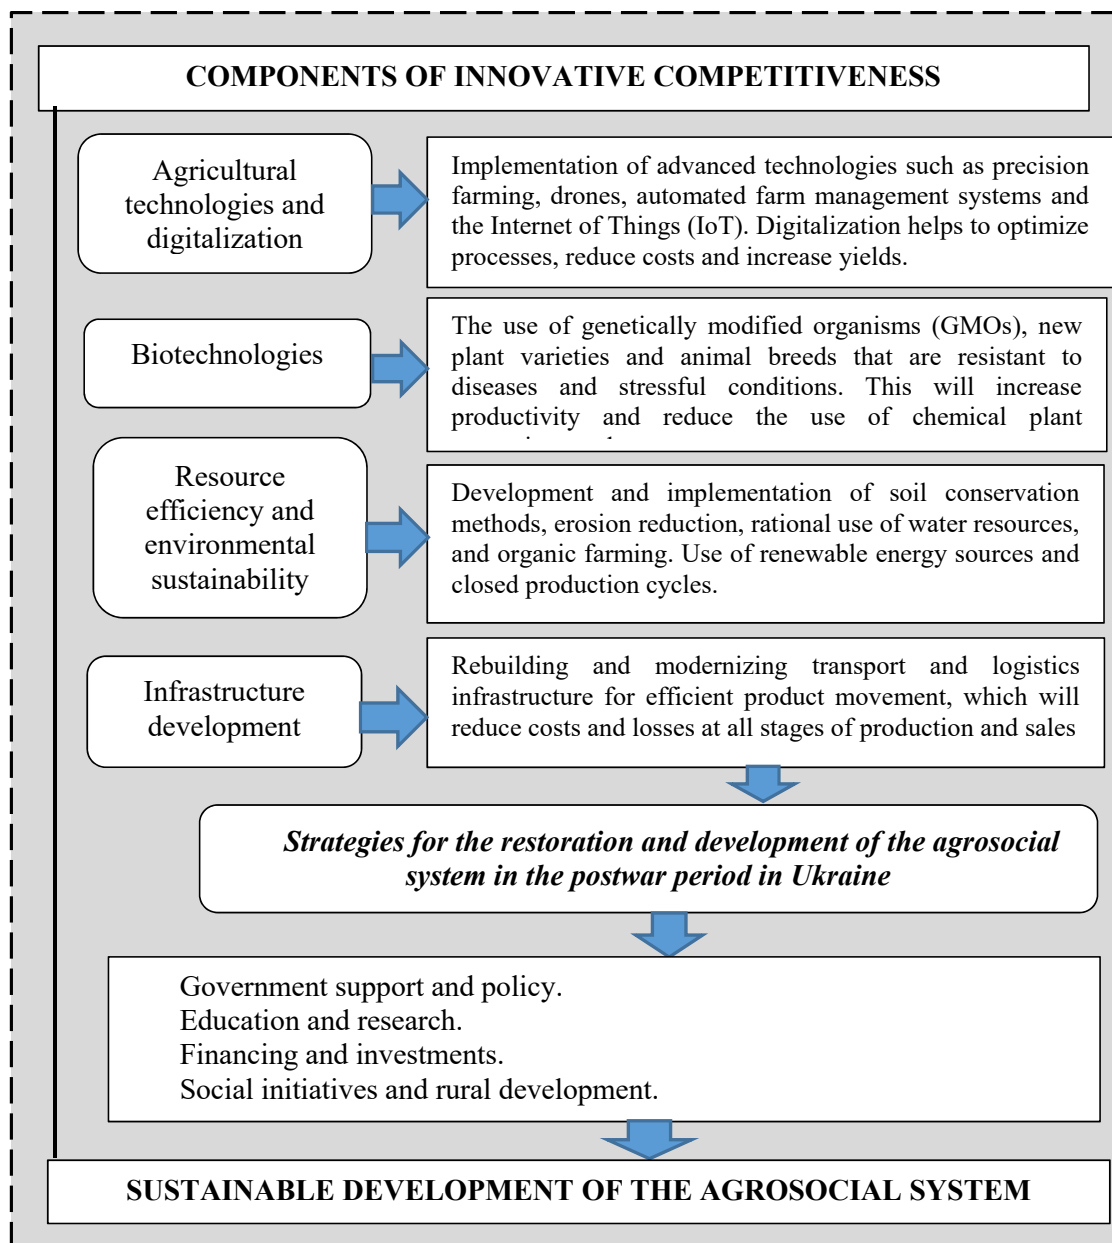 COMPONENTS OF INNOVATIVE COMPETITIVENESS
Agricultural
technologies and
digitalization
Implementation of advanced technologies such as precision
farming, drones, automated farm management systems and
the Internet of Things (IoT). Digitalization helps to optimize
processes, reduce costs and increase yields.
Biotechnologies
The use of genetically modified organisms (GMOs), new
plant varieties and animal breeds that are resistant to
diseases and stressful conditions. This will increase
productivity and reduce the use of chemical plant
Resource
efficiency and
environmental
sustainability
Development and implementation of soil conservation
methods, erosion reduction, rational use of water resources,
and organic farming. Use of renewable energy sources and
closed production cycles.
Infrastructure
development
Rebuilding and modernizing transport and logistics
infrastructure for efficient product movement, which will
reduce costs and losses at all stages of production and sales
Strategies for the restoration and development of the agrosocial
system in the postwar period in Ukraine
Government support and policy.
Education and research.
Financing and investments.
Social initiatives and rural development.
SUSTAINABLE DEVELOPMENT OF THE AGROSOCIAL SYSTEM